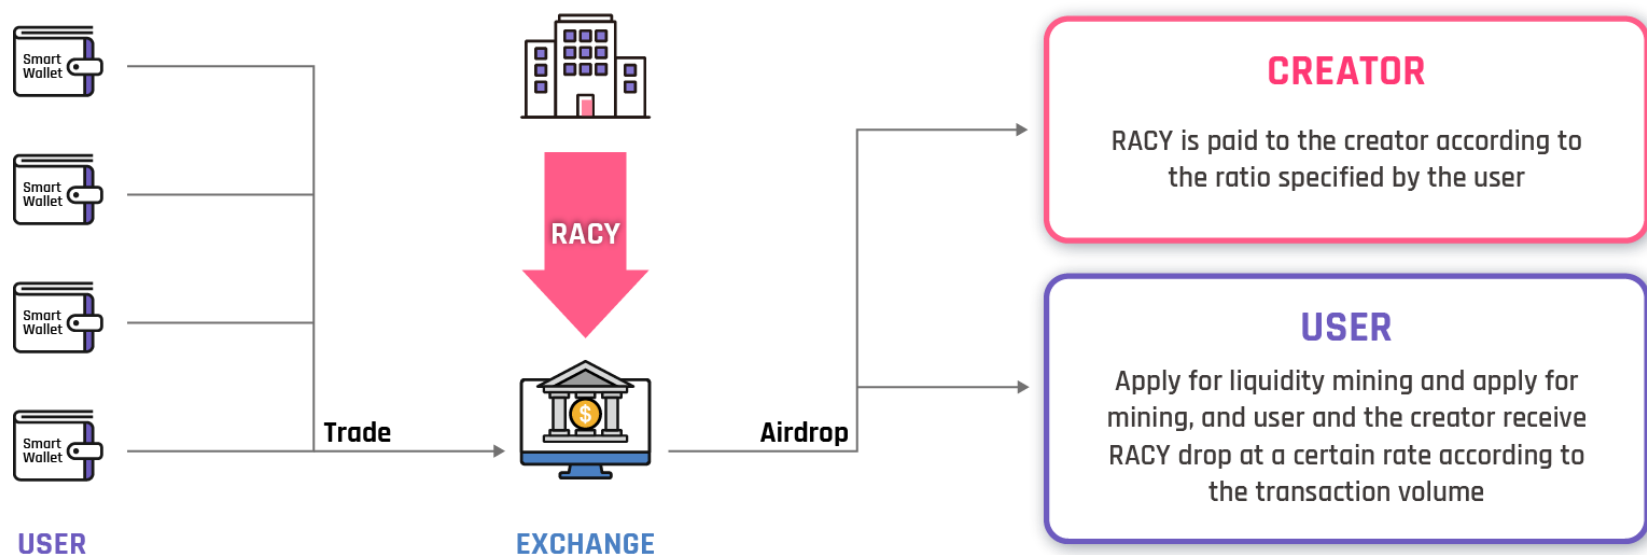 Smart
Wallet
Smart
Wallet
Smart
Wallet
Smart
Wallet
USER
RACY
Trade
EXCHANGE
$
Airdrop
CREATOR
RACY is paid to the creator according to
the ratio specified by the user
USER
Apply for liquidity mining and apply for
mining, and user and the creator receive
RACY drop at a certain rate according to
the transaction volume